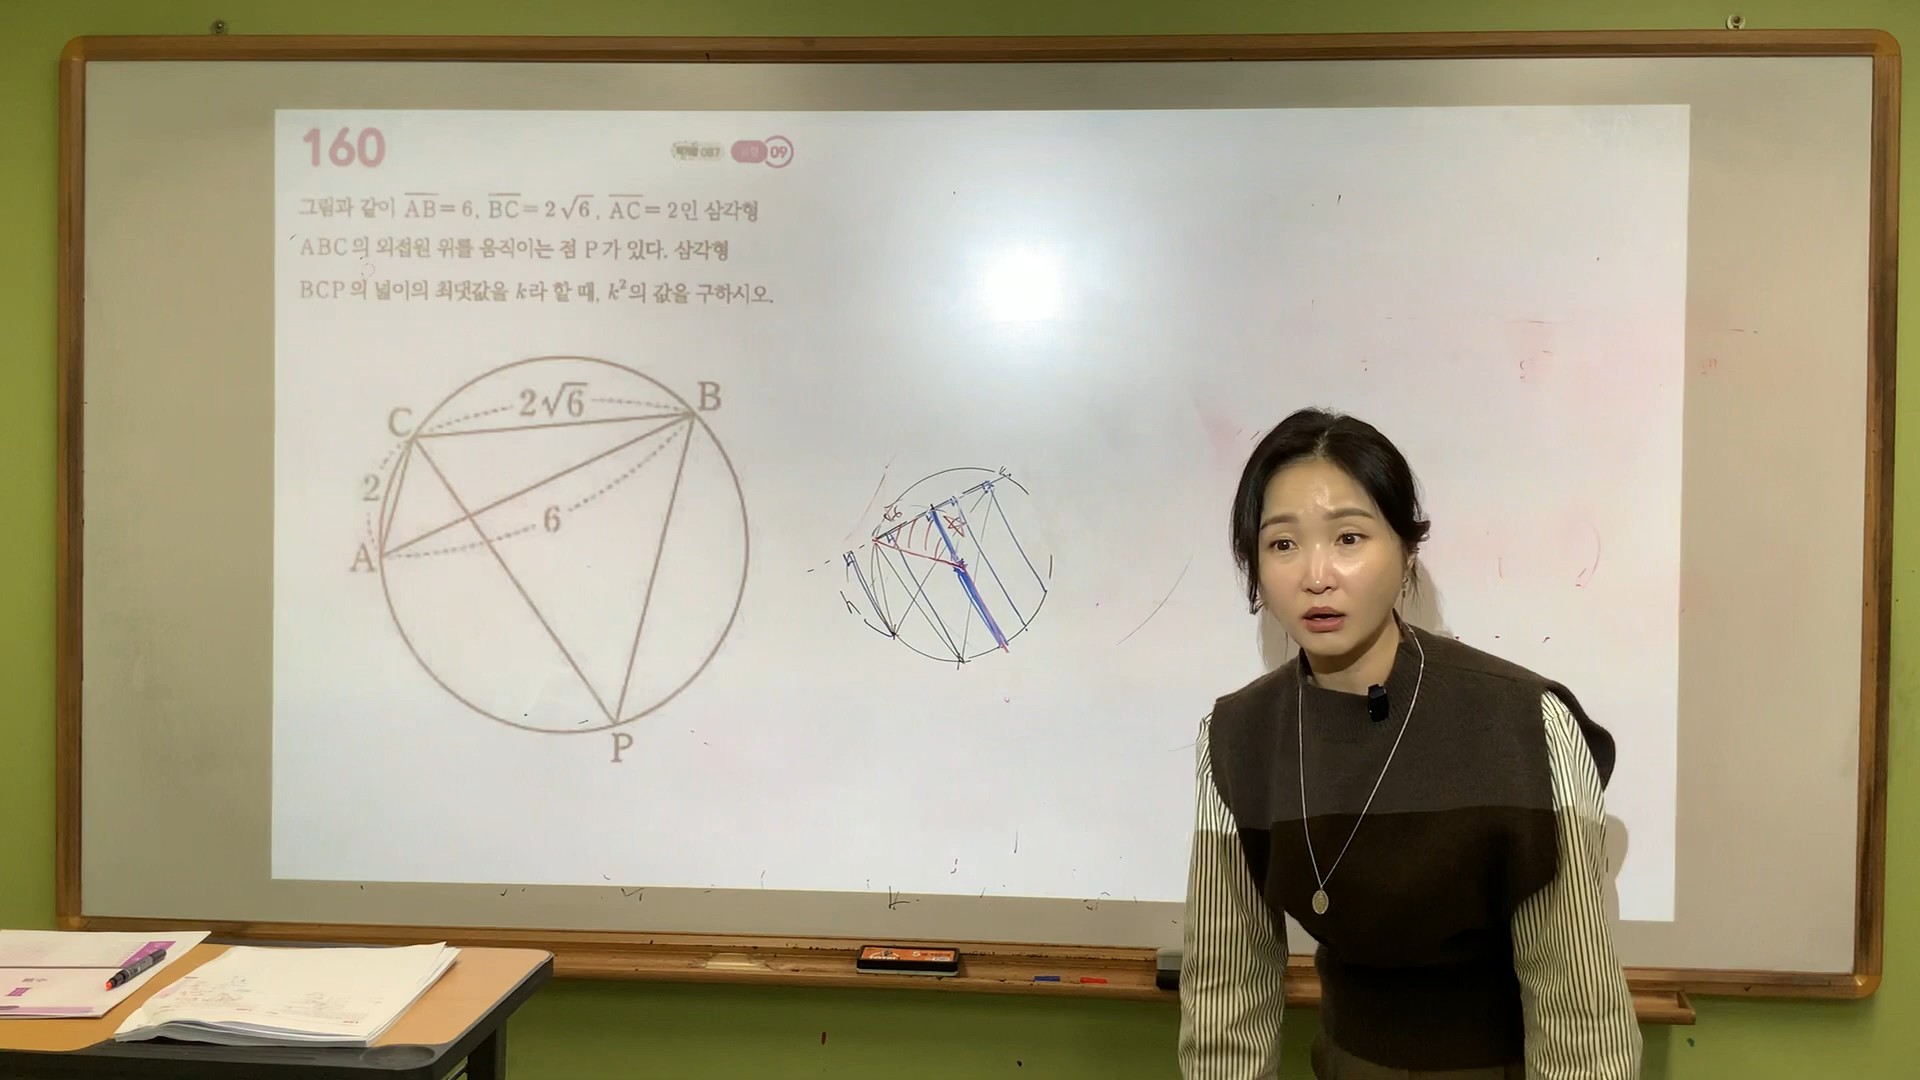 160
09
그림과 같이 AB=6, BC=2√6, AC=2인 삼각형
ABC의 외접원 위를 움직이는 점 P가 있다. 삼각형
BCP의 넓이의 최댓값을 k라 할 때, k²의 값을 구하시오.
2√6
B
C
2
6
A
P
√6
h